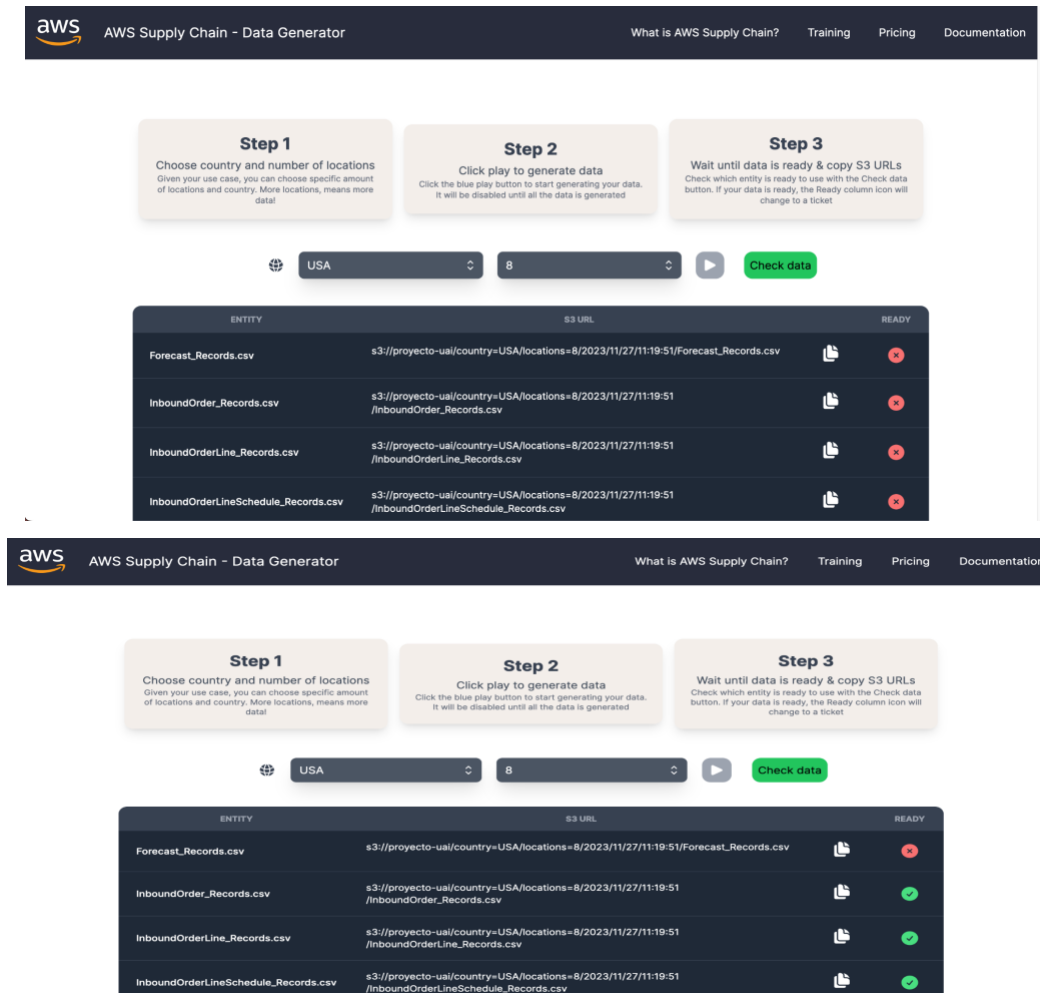 aws AWS Supply Chain - Data Generator What is AWS Supply Chain? Training Pricing Documentation
Step 1
Choose country and number of locations
Given your use case, you can choose specific amount
of locations and country. More locations, means more
data!
Step 2
Click play to generate data
Click the blue play button to start generating your data.
It will be disabled until all the data is generated
Step 3
Wait until data is ready & copy S3 URLs
Check which entity is ready to use with the Check data
button. If your data is ready, the Ready column icon will
change to a ticket
USA 8 Check data
ENTITY S3 URL READY
Forecast_Records.csv s3://proyecto-uai/country=USA/locations=8/2023/11/27/11:19:51/Forecast_Records.csv
InboundOrder_Records.csv s3://proyecto-uai/country=USA/locations=8/2023/11/27/11:19:51
/InboundOrder_Records.csv
InboundOrderLine_Records.csv s3://proyecto-uai/country=USA/locations=8/2023/11/27/11:19:51
/InboundOrderLine_Records.csv
InboundOrderLineSchedule_Records.csv s3://proyecto-uai/country=USA/locations=8/2023/11/27/11:19:51
/InboundOrderLineSchedule_Records.csv
aws AWS Supply Chain - Data Generator What is AWS Supply Chain? Training Pricing Documentation
Step 1
Choose country and number of locations
Given your use case, you can choose specific amount
of locations and country. More locations, means more
data!
Step 2
Click play to generate data
Click the blue play button to start generating your data.
It will be disabled until all the data is generated
Step 3
Wait until data is ready & copy S3 URLs
Check which entity is ready to use with the Check data
button. If your data is ready, the Ready column icon will
change to a ticket
USA 8 Check data
ENTITY S3 URL READY
Forecast_Records.csv s3://proyecto-uai/country=USA/locations=8/2023/11/27/11:19:51/Forecast_Records.csv
InboundOrder_Records.csv s3://proyecto-uai/country=USA/locations=8/2023/11/27/11:19:51
/InboundOrder_Records.csv
InboundOrderLine_Records.csv s3://proyecto-uai/country=USA/locations=8/2023/11/27/11:19:51
/InboundOrderLine_Records.csv
InboundOrderLineSchedule_Records.csv s3://proyecto-uai/country=USA/locations=8/2023/11/27/11:19:51
/InboundOrderLineSchedule_Records.csv